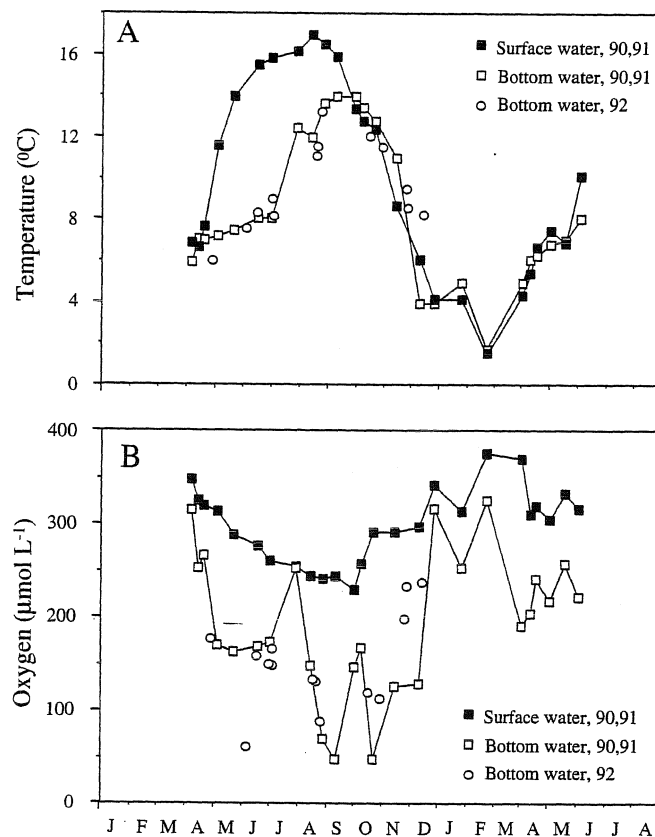 A
16
12
8
4
0
Temperature (⁰C)
Surface water, 90,91
Bottom water, 90,91
Bottom water, 92
B
400
300
200
100
0
Oxygen (µmol L⁻¹)
Surface water, 90,91
Bottom water, 90,91
Bottom water, 92
J F M A M J J A S O N D J F M A M J J A